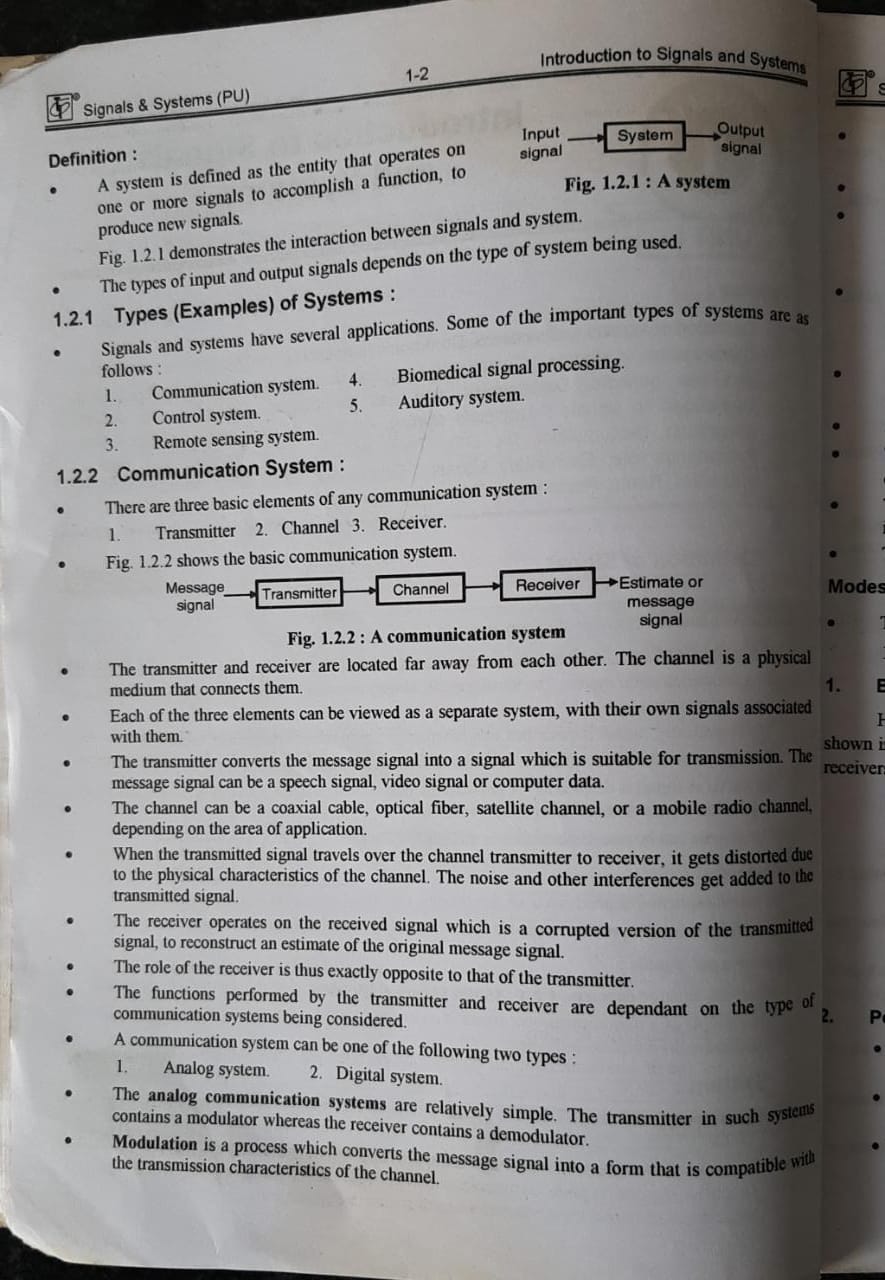 Signals & Systems (PU)
1-2
Introduction to Signals and Systems
Definition :
• A system is defined as the entity that operates on
one or more signals to accomplish a function, to
produce new signals.
Input signal
System
Output signal
Fig. 1.2.1 : A system
Fig. 1.2.1 demonstrates the interaction between signals and system.
• The types of input and output signals depends on the type of system being used.
1.2.1 Types (Examples) of Systems :
• Signals and systems have several applications. Some of the important types of systems are as
follows :
1. Communication system. 4. Biomedical signal processing.
2. Control system. 5. Auditory system.
3. Remote sensing system.
1.2.2 Communication System :
• There are three basic elements of any communication system :
1. Transmitter 2. Channel 3. Receiver.
• Fig. 1.2.2 shows the basic communication system.
Message signal
Transmitter
Channel
Receiver
Estimate or
message
signal
Fig. 1.2.2 : A communication system
• The transmitter and receiver are located far away from each other. The channel is a physical
medium that connects them.
• Each of the three elements can be viewed as a separate system, with their own signals associated
with them.
• The transmitter converts the message signal into a signal which is suitable for transmission. The
message signal can be a speech signal, video signal or computer data.
• The channel can be a coaxial cable, optical fiber, satellite channel, or a mobile radio channel,
depending on the area of application.
• When the transmitted signal travels over the channel transmitter to receiver, it gets distorted due
to the physical characteristics of the channel. The noise and other interferences get added to the
transmitted signal.
• The receiver operates on the received signal which is a corrupted version of the transmitted
signal, to reconstruct an estimate of the original message signal.
• The role of the receiver is thus exactly opposite to that of the transmitter.
• The functions performed by the transmitter and receiver are dependant on the type of
communication systems being considered.
• A communication system can be one of the following two types :
1. Analog system. 2. Digital system.
• The analog communication systems are relatively simple. The transmitter in such systems
contains a modulator whereas the receiver contains a demodulator.
• Modulation is a process which converts the message signal into a form that is compatible with
the transmission characteristics of the channel.
Modes
1.
shown
receiver
2.